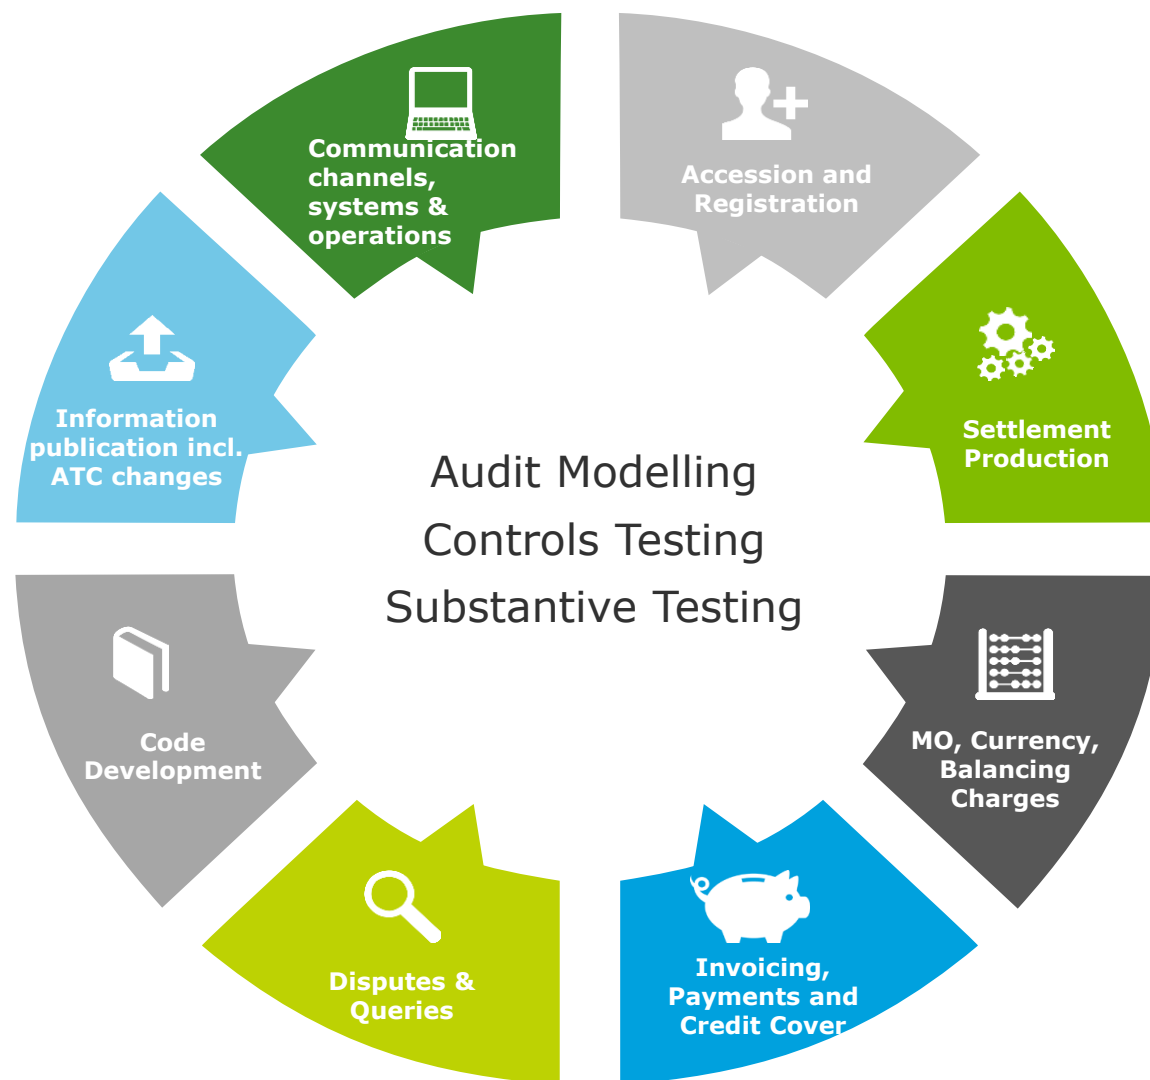 Communication
channels,
systems &
operations
Accession and
Registration
Settlement
Production
MO, Currency,
Balancing
Charges
Invoicing,
Payments and
Credit Cover
Disputes &
Queries
Code
Development
Information
publication incl.
ATC changes
Audit Modelling
Controls Testing
Substantive Testing